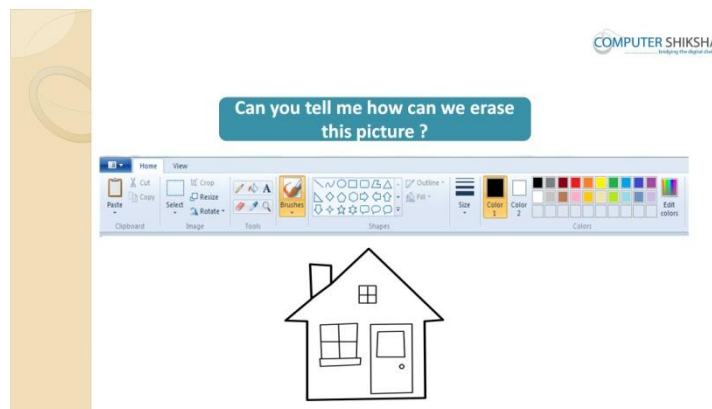 COMPUTER SHIKSHA
Can you tell me how can we erase
this picture ?
Home View
Cut
Copy
Paste
Clipboard
Crop
Resize
Rotate
Select
Image
A
Tools
Brushes
Outline
Fill
Shapes
Size
Color
1
Color
2
Edit
colors
Colors